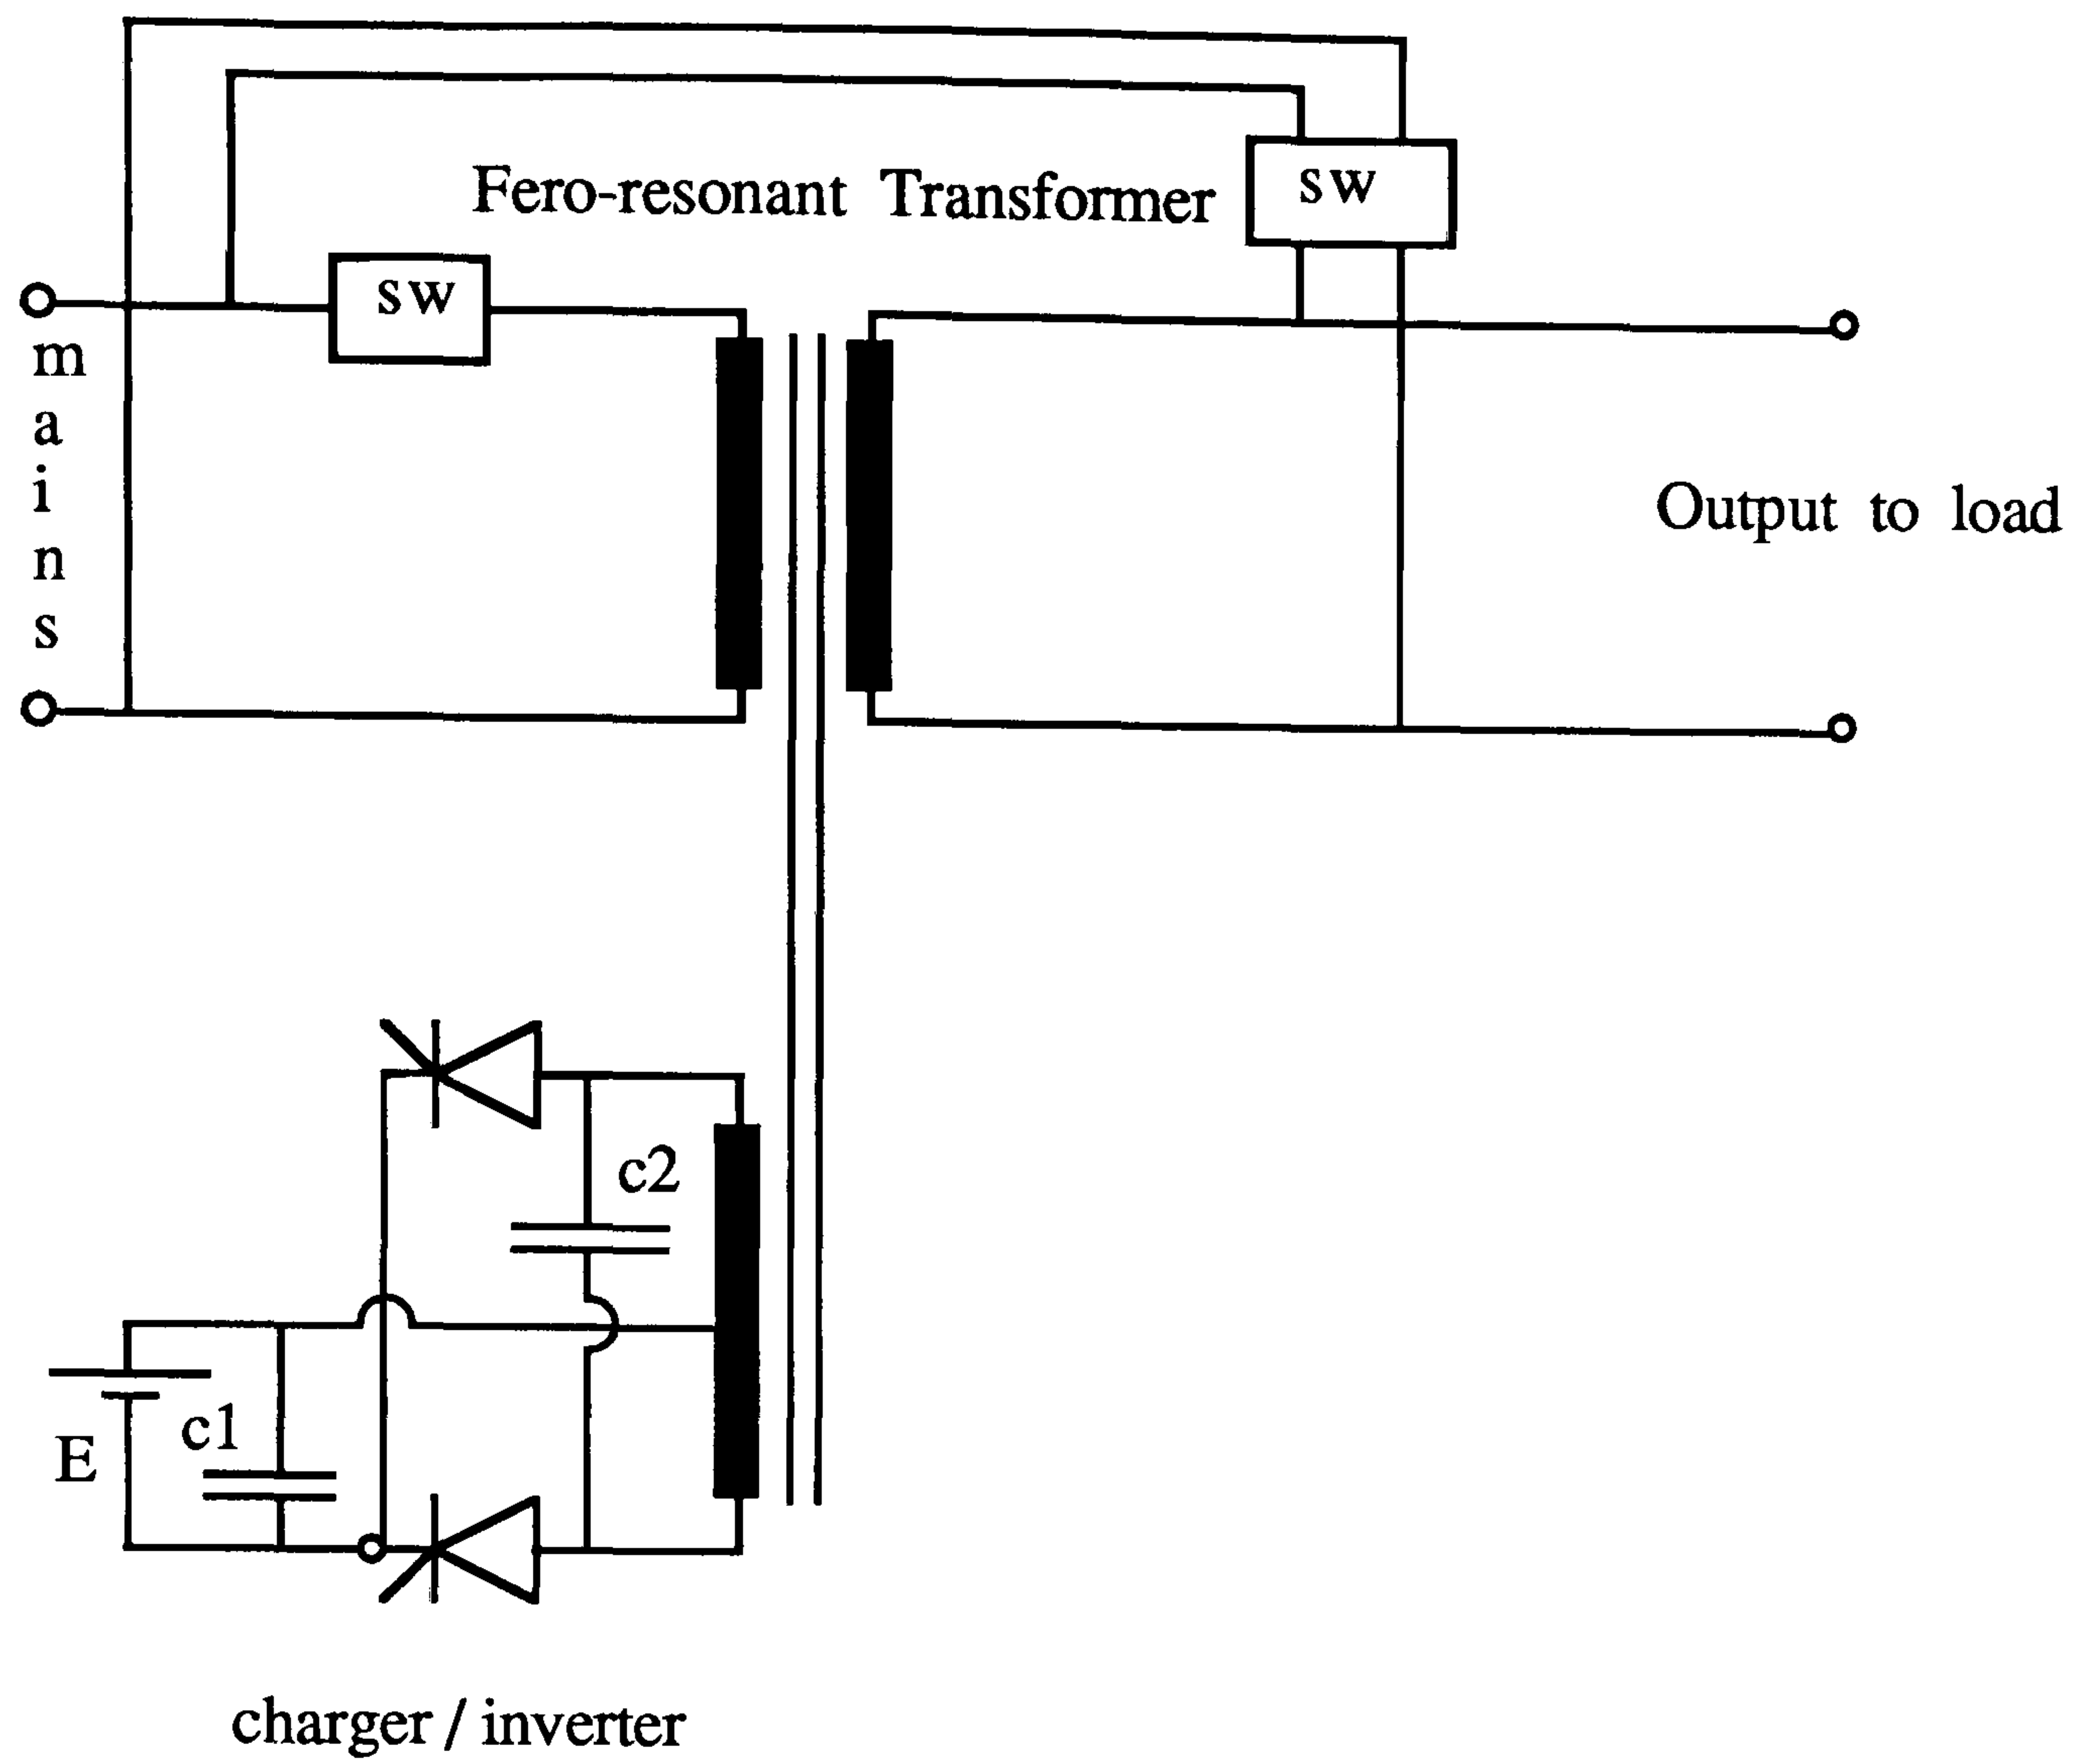 Fero-resonant Transformer
sw
sw
m
a
i
n
s
Output to load
c2
c1
E
charger / inverter